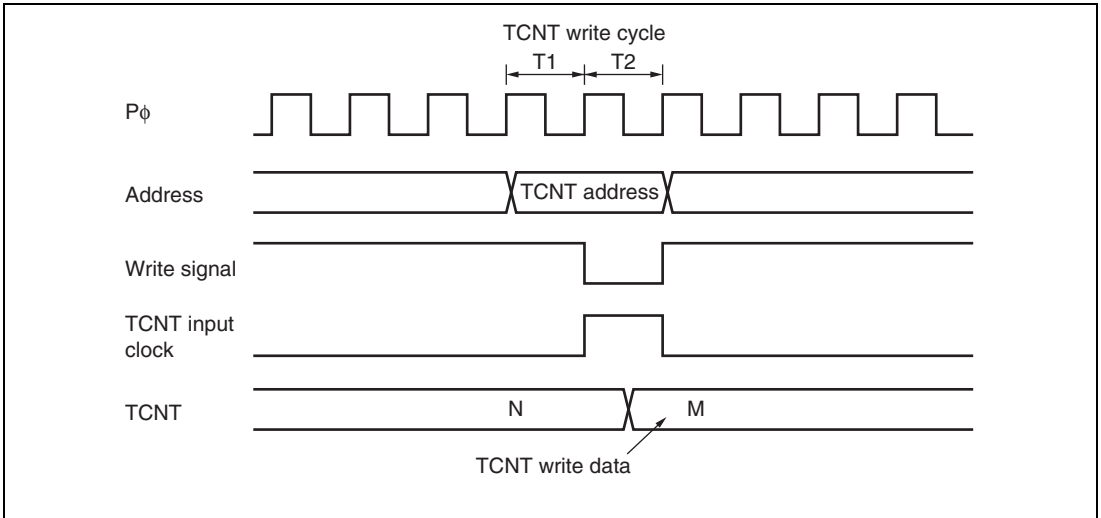 TCNT write cycle
T1 T2
Pϕ
Address
TCNT address
Write signal
TCNT input
clock
TCNT
N
M
TCNT write data